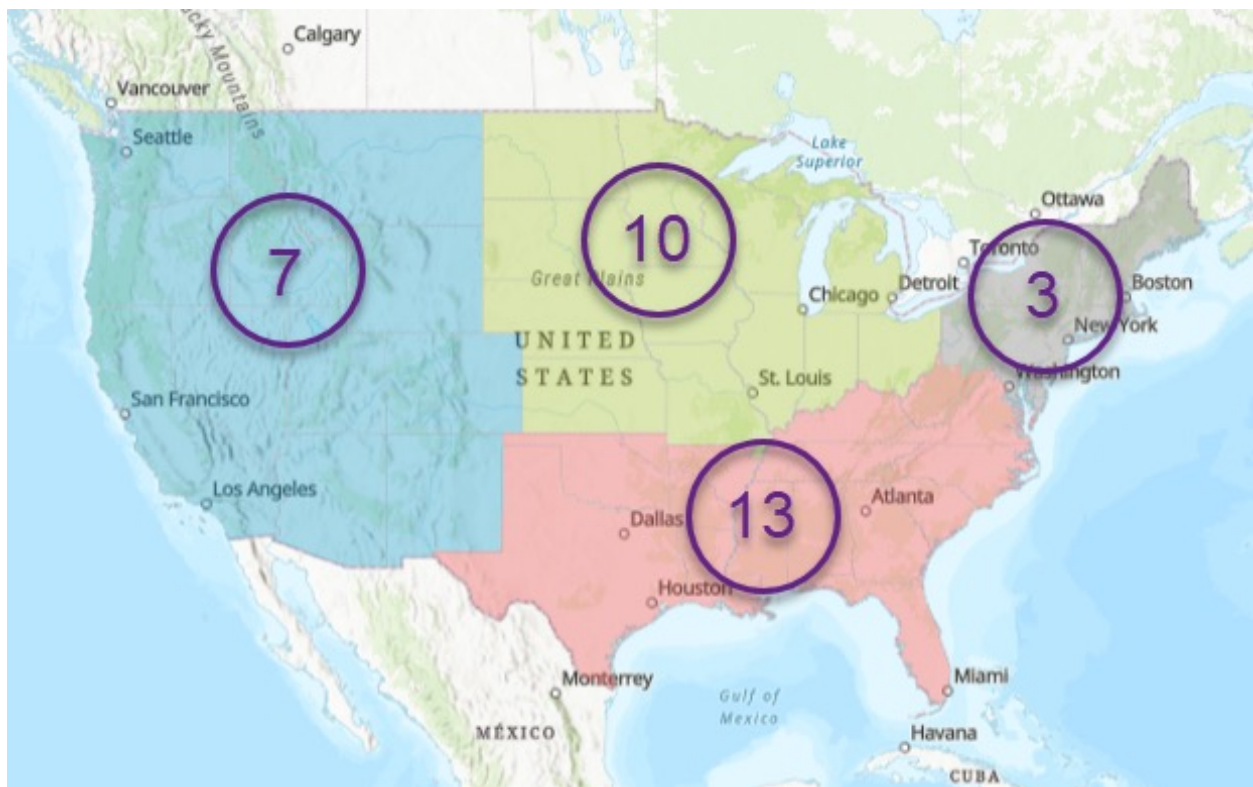 Rocky Mountains
Calgary
Vancouver
Seattle
Lake
Superior
Ottawa
Toronto
7
10
3
Great Plains
Detroit
Boston
Chicago
New York
UNITED
STATES
St. Louis
Washington
San Francisco
Los Angeles
Atlanta
Dallas
13
Houston
Monterrey
Miami
Gulf of
Mexico
MÉXICO
Havana
CUBA